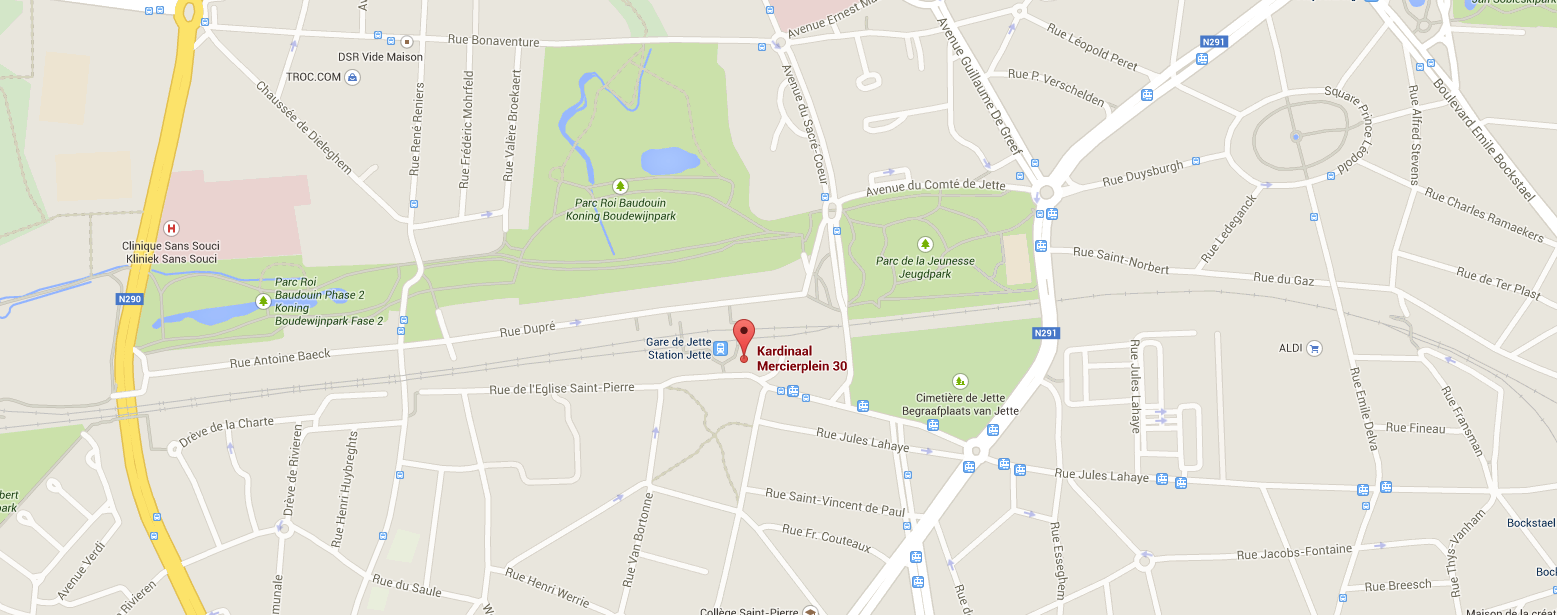 Rue Bonaventure
DSR Vide Maison
TROC.COM
Chaussée de Dieleghem
Rue René Reniers
Rue Frédéric Mohrfeld
Rue Valère Broekaert
Avenue du Sacré-Coeur
Avenue Guillaume De Greef
Rue Léopold Peret
N291
Rue P. Verschelden
Square Prince Léopold
Rue Alfred Stevens
Boulevard Emile Bockstael
Parc Roi Baudouin
Koning Boudewijnpark
Avenue du Comté de Jette
Rue Duysburgh
Rue Ledeganck
Rue Charles Ramaekers
H
Clinique Sans Souci
Kliniek Sans Souci
Parc de la Jeunesse
Jeugdpark
Rue Saint-Norbert
Rue du Gaz
Rue de Ter Plast
N290
Parc Roi
Baudouin Phase 2
Koning
Boudewijnpark Fase 2
Rue Dupré
Rue Antoine Baeck
Gare de Jette
Station Jette
Kardinaal
Mercierplein 30
N291
ALDI
Rue de l'Eglise Saint-Pierre
Cimetière de Jette
Begraafplaats van Jette
Rue Jules Lahaye
Rue Emile Delva
Rue Fransman
Rue Fineau
Drève de la Charte
Drève de Rivieren
Rue Henri Huybreghts
Rue Jules Lahaye
Rue Jules Lahaye
Rue Van Bortonne
Rue Saint-Vincent de Paul
Rue Fr. Couteaux
Rue Esseghem
Rue Jacobs-Fontaine
Rue Thys-Vanham
Bockstael
Avenue Verdi
Rivieren
Rue du Saule
Rue Henri Werrie
Rue Breesch
Collège Saint-Pierre